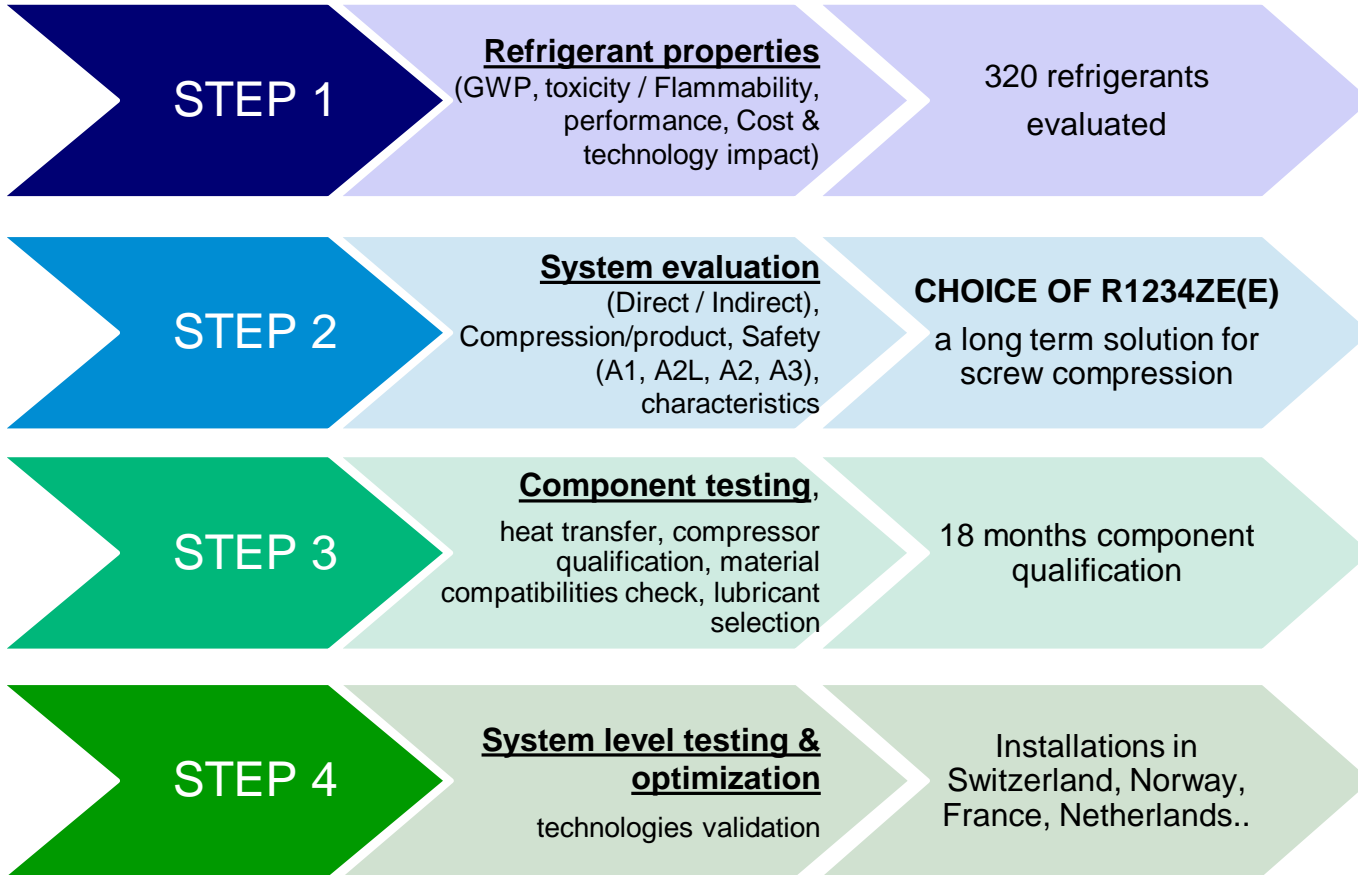 STEP 1
Refrigerant properties
(GWP, toxicity / Flammability,
performance, Cost &
technology impact)
320 refrigerants
evaluated
STEP 2
System evaluation
(Direct / Indirect),
Compression/product, Safety
(A1, A2L, A2, A3),
characteristics
CHOICE OF R1234ZE(E)
a long term solution for
screw compression
STEP 3
Component testing,
heat transfer, compressor
qualification, material
compatibilities check, lubricant
selection
18 months component
qualification
STEP 4
System level testing &
optimization
technologies validation
Installations in
Switzerland, Norway,
France, Netherlands..